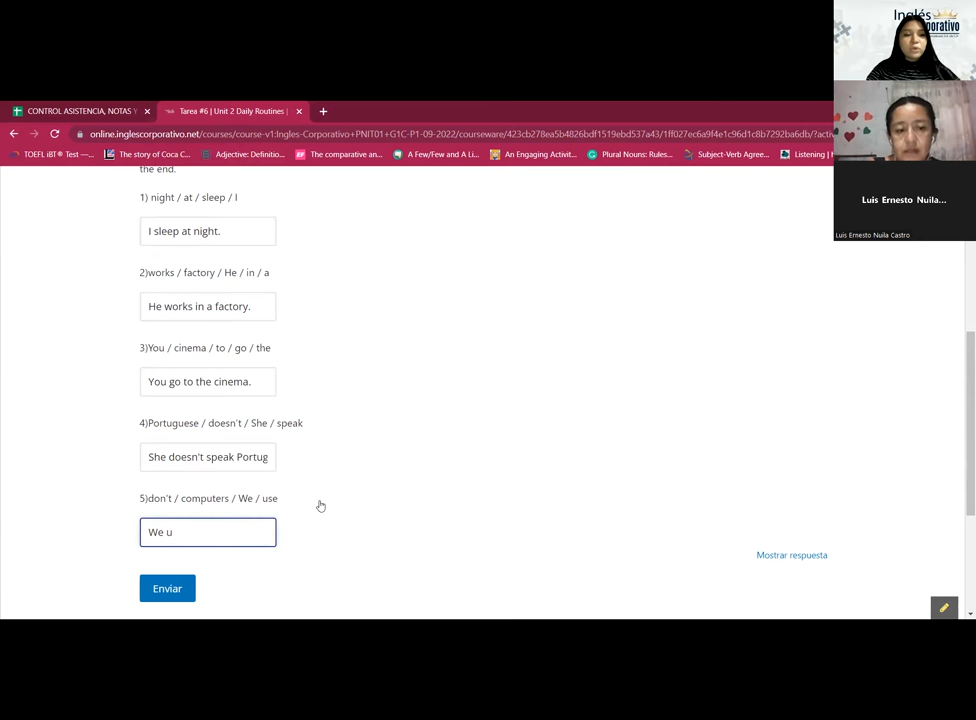 Inglés
orporativo
CONTROL ASISTENCIA, NOTAS Y
Tarea #6 | Unit 2 Daily Routines |
online.inglescorporativo.net/courses/course-v1:Ingles-Corporativo+PNIT01+G1C-P1-09-2022/courseware/423cb278ea5b4826bdf1519ebd537a43/1ff027ec6a9f4e1c96d1c8b7292ba6db/?acti
TOEFL iBT® Test —...
The story of Coca C...
Adjective: Definitio...
The comparative an...
A Few/Few and A Li...
An Engaging Activit...
Plural Nouns: Rules...
Subject-Verb Agree...
Listening |
the end.
1) night / at / sleep / I
I sleep at night.
2)works / factory / He / in / a
He works in a factory.
3)You / cinema / to / go / the
You go to the cinema.
4)Portuguese / doesn't / She / speak
She doesn't speak Portug
5)don't / computers / We / use
We u
Mostrar respuesta
Enviar
Luis Ernesto Nuila...
Luis Ernesto Nuila Castro